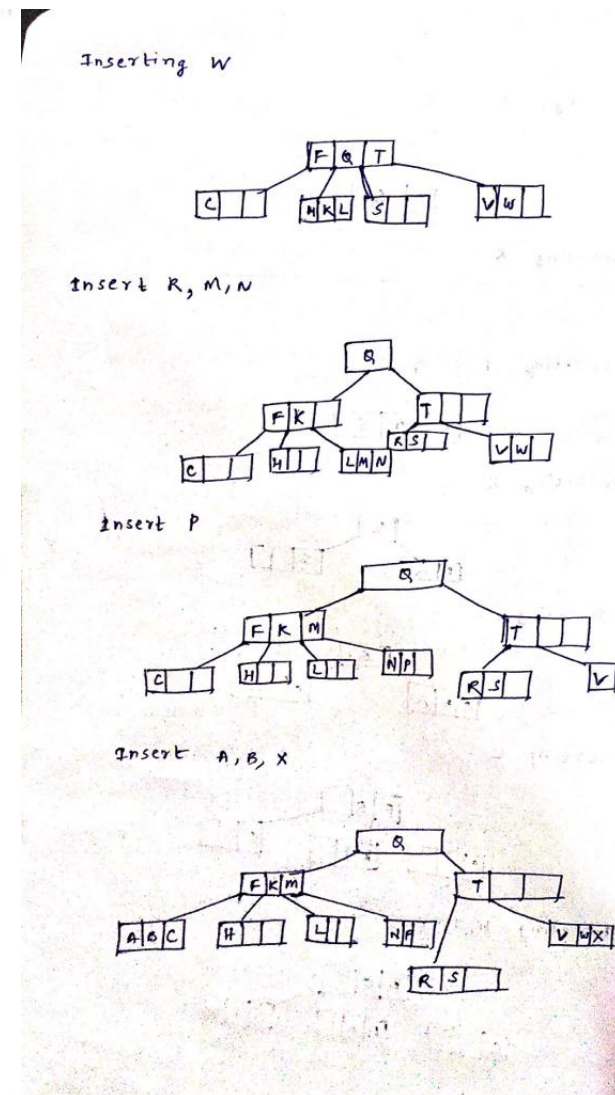 Inserting W
F Q T
C H K L S V W
Insert R, M, N
Q
F K T
C H L M N R S V W
Insert P
Q
F K M T
C H L N P R S V
Insert A, B, X
Q
F K M T
A B C H L N P V W X
R S